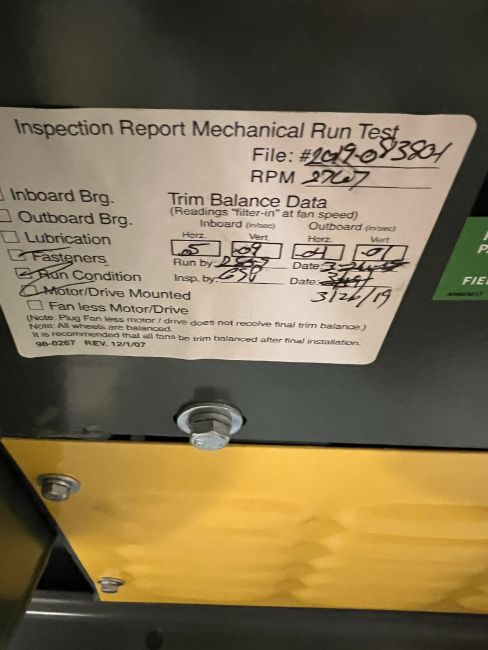 Inspection Report Mechanical Run Test
File: #2019-083801
RPM 2767
Inboard Brg.
Outboard Brg.
Lubrication
Fasteners
Run Condition
Motor/Drive Mounted
Fan less Motor/Drive
Trim Balance Data
(Readings "filter-in" at fan speed)
Inboard (in/sec) Outboard (in/sec)
Horz. Vert. Horz. Vert.
.05 .09 .04 .01
Run by: Date:
Insp. by: Date:
3/26/19
(Note: Plug Fan less motor / drive does not receive final trim balance.)
Note: All wheels are balanced.
It is recommended that all fans be trim balanced after final installation.
98-0267 REV. 12/1/07
FIE